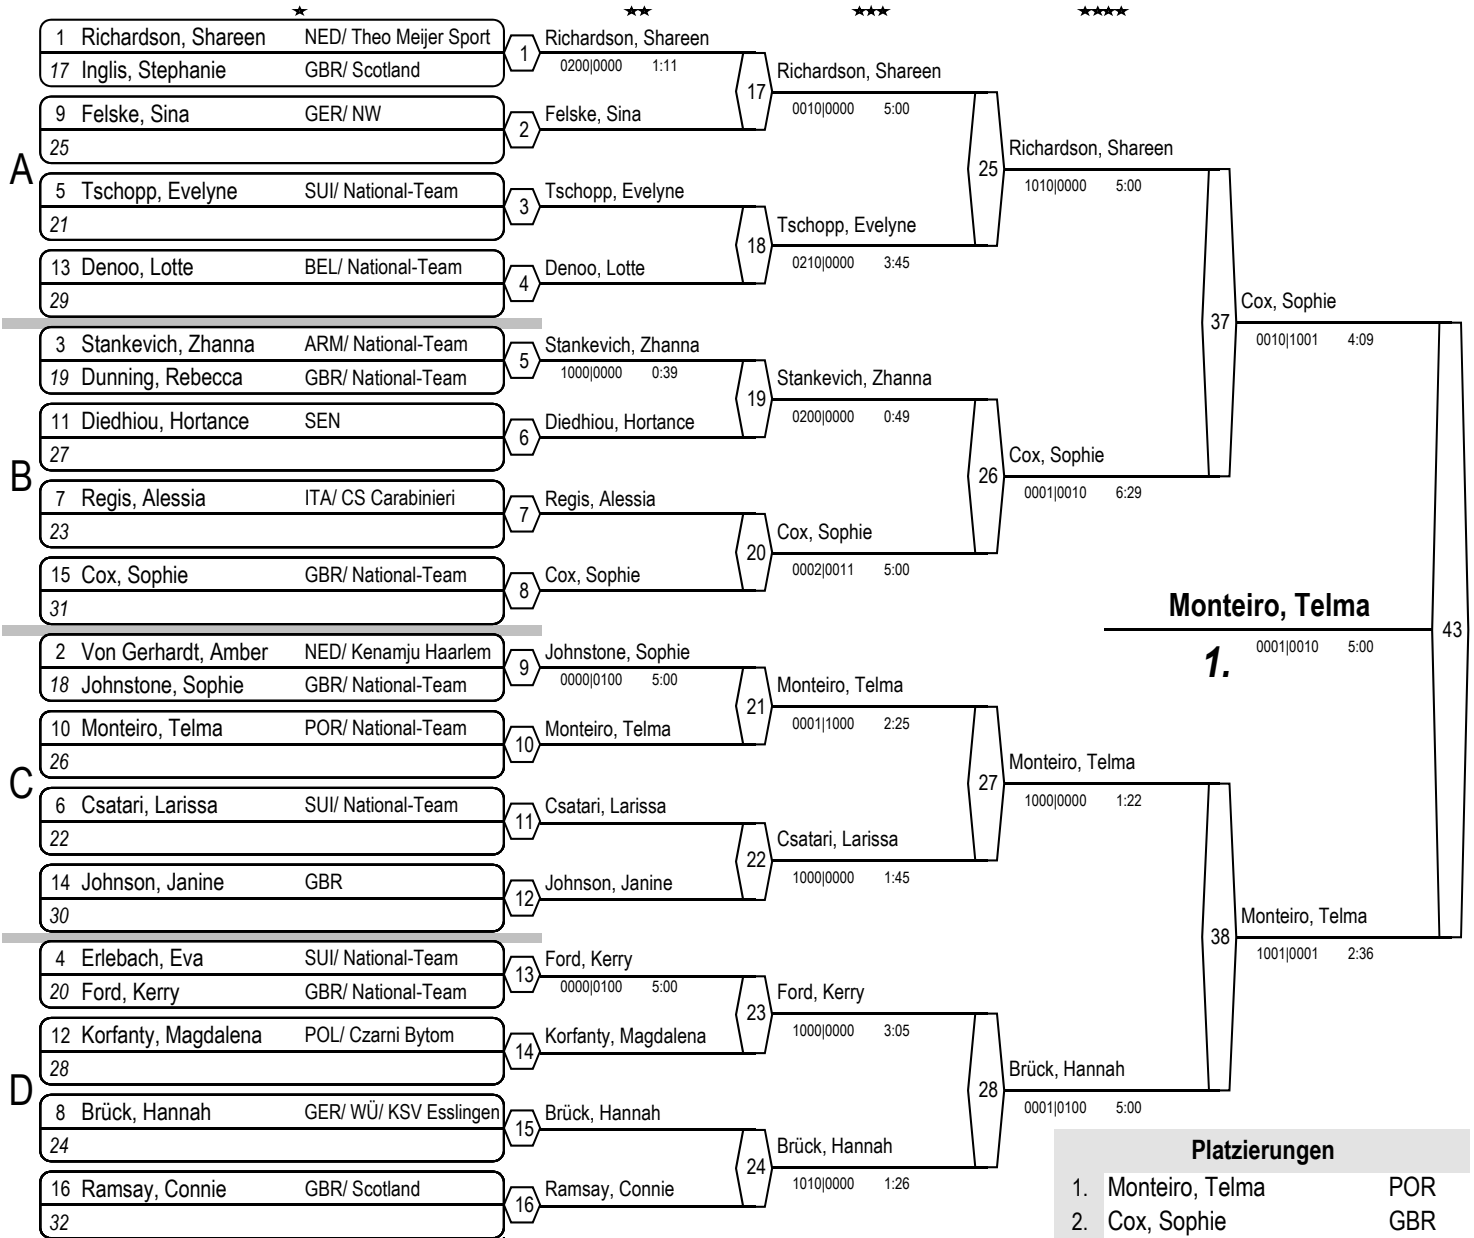 1 Richardson, Shareen NED/ Theo Meijer Sport
17 Inglis, Stephanie GBR/ Scotland
9 Felske, Sina GER/ NW
25
A
5 Tschopp, Evelyne SUI/ National-Team
21
13 Denoo, Lotte BEL/ National-Team
29
3 Stankevich, Zhanna ARM/ National-Team
19 Dunning, Rebecca GBR/ National-Team
11 Diedhiou, Hortance SEN
27
B
7 Regis, Alessia ITA/ CS Carabinieri
23
15 Cox, Sophie GBR/ National-Team
31
2 Von Gerhardt, Amber NED/ Kenamju Haarlem
18 Johnstone, Sophie GBR/ National-Team
10 Monteiro, Telma POR/ National-Team
26
C
6 Csatari, Larissa SUI/ National-Team
22
14 Johnson, Janine GBR
30
4 Erlebach, Eva SUI/ National-Team
20 Ford, Kerry GBR/ National-Team
12 Korfanty, Magdalena POL/ Czarni Bytom
28
D
8 Brück, Hannah GER/ WÜ/ KSV Esslingen
24
16 Ramsay, Connie GBR/ Scotland
32
1 Richardson, Shareen
0200|0000 1:11
2 Felske, Sina
3 Tschopp, Evelyne
4 Denoo, Lotte
5 Stankevich, Zhanna
1000|0000 0:39
6 Diedhiou, Hortance
7 Regis, Alessia
8 Cox, Sophie
9 Johnstone, Sophie
0000|0100 5:00
10 Monteiro, Telma
11 Csatari, Larissa
12 Johnson, Janine
13 Ford, Kerry
0000|0100 5:00
14 Korfanty, Magdalena
15 Brück, Hannah
16 Ramsay, Connie
17 Richardson, Shareen
0010|0000 5:00
18 Tschopp, Evelyne
0210|0000 3:45
19 Stankevich, Zhanna
0200|0000 0:49
20 Cox, Sophie
0002|0011 5:00
21 Monteiro, Telma
0001|1000 2:25
22 Csatari, Larissa
1000|0000 1:45
23 Ford, Kerry
1000|0000 3:05
24 Brück, Hannah
1010|0000 1:26
25 Richardson, Shareen
1010|0000 5:00
26 Cox, Sophie
0001|0010 6:29
27 Monteiro, Telma
1000|0000 1:22
28 Brück, Hannah
0001|0100 5:00
37 Cox, Sophie
0010|1001 4:09
38 Monteiro, Telma
1001|0001 2:36
43
Monteiro, Telma
1. 0001|0010 5:00
Platzierungen
1. Monteiro, Telma POR
2. Cox, Sophie GBR